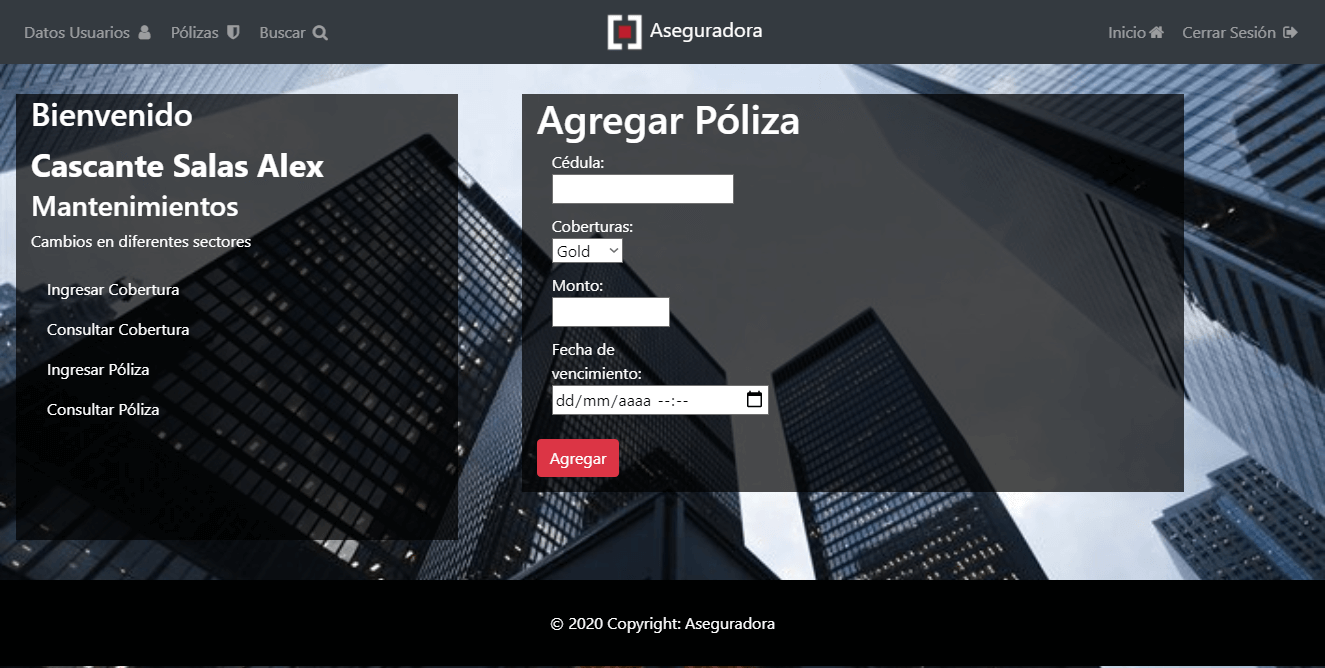 Datos Usuarios
Pólizas
Buscar
Aseguradora
Inicio
Cerrar Sesión
Bienvenido
Cascante Salas Alex
Mantenimientos
Cambios en diferentes sectores
Ingresar Cobertura
Consultar Cobertura
Ingresar Póliza
Consultar Póliza
Agregar Póliza
Cédula:
Coberturas:
Gold
Monto:
Fecha de
vencimiento:
dd/mm/aaaa --:--
Agregar
© 2020 Copyright: Aseguradora